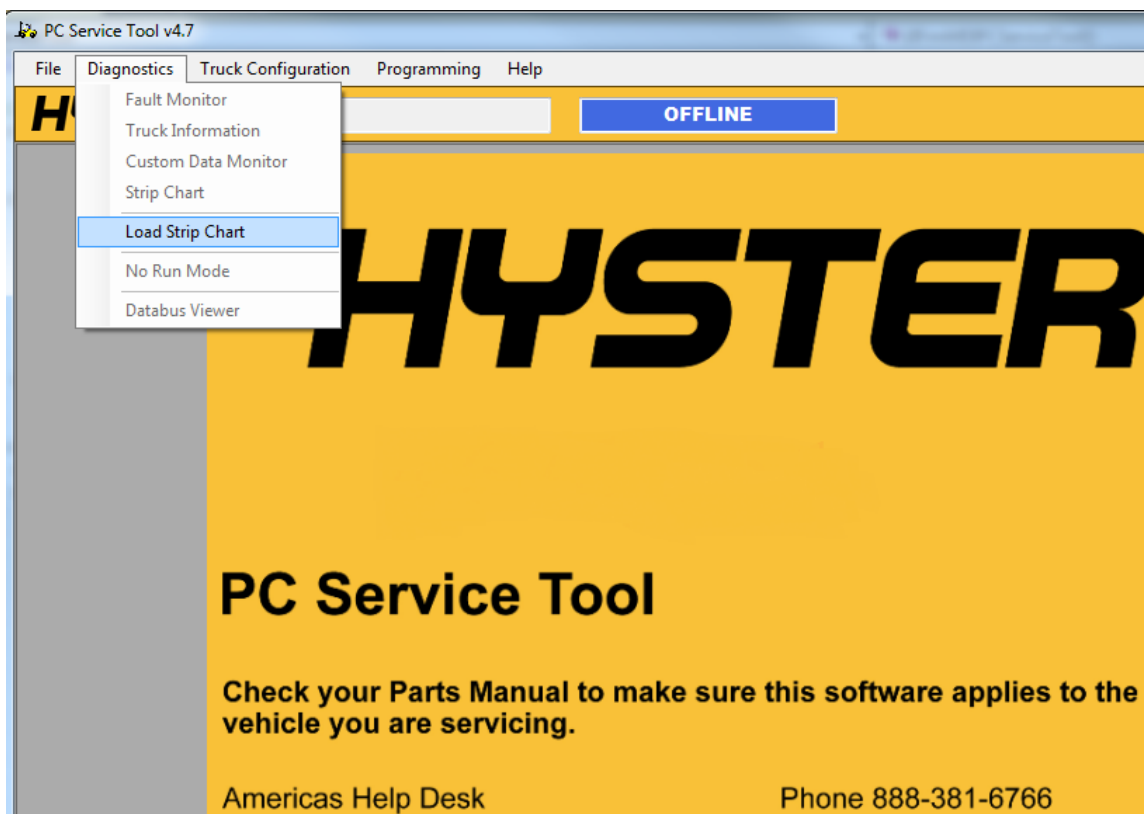 PC Service Tool v4.7
File Diagnostics Truck Configuration Programming Help
OFFLINE
Fault Monitor
Truck Information
Custom Data Monitor
Strip Chart
Load Strip Chart
No Run Mode
Databus Viewer
HYSTER
PC Service Tool
Check your Parts Manual to make sure this software applies to the
vehicle you are servicing.
Americas Help Desk Phone 888-381-6766